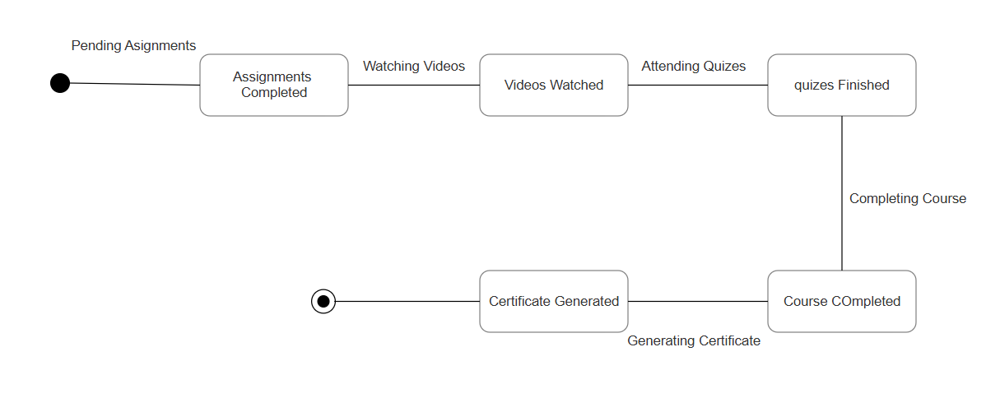 Pending Asignments
Assignments
Completed
Watching Videos
Videos Watched
Attending Quizes
quizes Finished
Completing Course
Course COmpleted
Generating Certificate
Certificate Generated